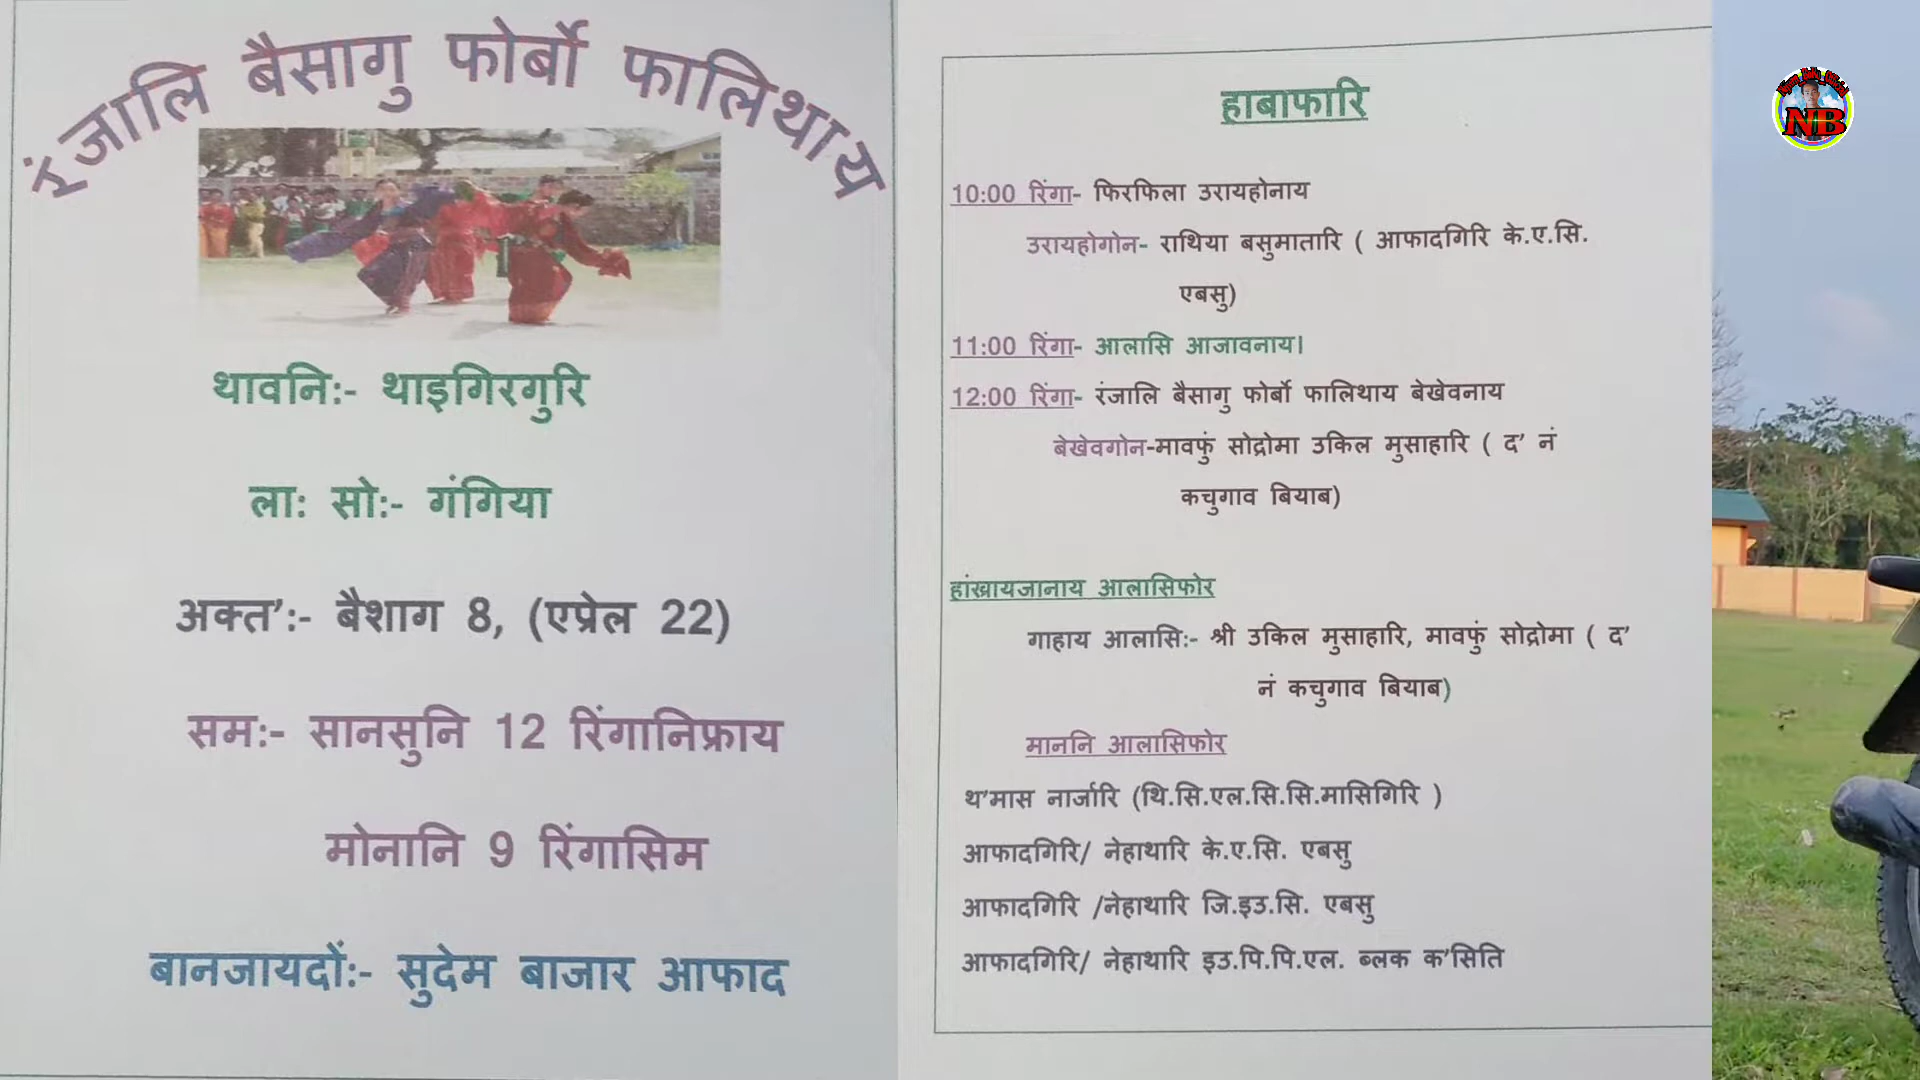 रंजालि बैसागु फोर्बो फालिथाय
थावनि:- थाइगिरगुरि
ला: सो:- गंगिया
अक्त':- बैशाग 8, (एप्रेल 22)
सम:- सानसुनि 12 रिंगानिफ्राय
मोनानि 9 रिंगासिम
बानजायदों:- सुदेम बाजार आफाद
हाबाफारि
10:00 रिंगा- फिरफिला उरायहोनाय
उरायहोगोन- राथिया बसुमातारि ( आफादगिरि के.ए.सि.
एबसु)
11:00 रिंगा- आलासि आजावनाय।
12:00 रिंगा- रंजालि बैसागु फोर्बो फालिथाय बेखेवनाय
बेखेवगोन-मावफुं सोद्रोमा उकिल मुसाहारि ( द' नं
कचुगाव बियाब)
हांखायजानाय आलासिफोर
गाहाय आलासि:- श्री उकिल मुसाहारि, मावफुं सोद्रोमा ( द'
नं कचुगाव बियाब)
माननि आलासिफोर
थ'मास नार्जारि (थि.सि.एल.सि.सि.मासिगिरि )
आफादगिरि/ नेहाथारि के.ए.सि. एबसु
आफादगिरि /नेहाथारि जि.इउ.सि. एबसु
आफादगिरि/ नेहाथारि इउ.पि.पि.एल. ब्लक क'सिति
NB